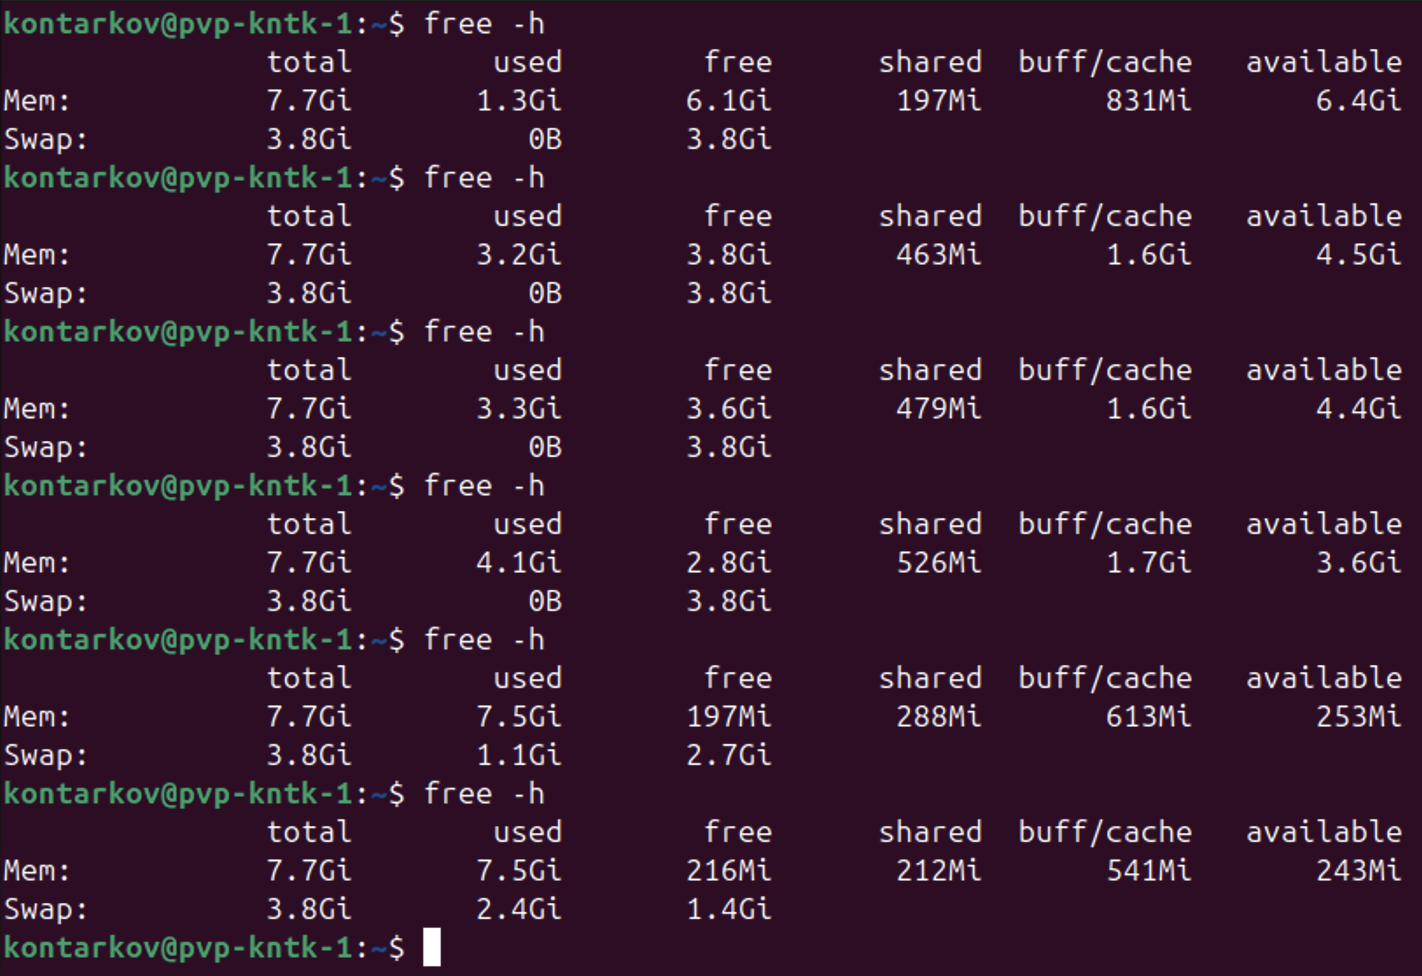 kontarkov@pvp-kntk-1:~$ free -h
               total        used        free      shared  buff/cache   available
Mem:           7.7Gi       1.3Gi       6.1Gi       197Mi       831Mi       6.4Gi
Swap:          3.8Gi          0B       3.8Gi
kontarkov@pvp-kntk-1:~$ free -h
               total        used        free      shared  buff/cache   available
Mem:           7.7Gi       3.2Gi       3.8Gi       463Mi       1.6Gi       4.5Gi
Swap:          3.8Gi          0B       3.8Gi
kontarkov@pvp-kntk-1:~$ free -h
               total        used        free      shared  buff/cache   available
Mem:           7.7Gi       3.3Gi       3.6Gi       479Mi       1.6Gi       4.4Gi
Swap:          3.8Gi          0B       3.8Gi
kontarkov@pvp-kntk-1:~$ free -h
               total        used        free      shared  buff/cache   available
Mem:           7.7Gi       4.1Gi       2.8Gi       526Mi       1.7Gi       3.6Gi
Swap:          3.8Gi          0B       3.8Gi
kontarkov@pvp-kntk-1:~$ free -h
               total        used        free      shared  buff/cache   available
Mem:           7.7Gi       7.5Gi       197Mi       288Mi       613Mi       253Mi
Swap:          3.8Gi       1.1Gi       2.7Gi
kontarkov@pvp-kntk-1:~$ free -h
               total        used        free      shared  buff/cache   available
Mem:           7.7Gi       7.5Gi       216Mi       212Mi       541Mi       243Mi
Swap:          3.8Gi       2.4Gi       1.4Gi
kontarkov@pvp-kntk-1:~$